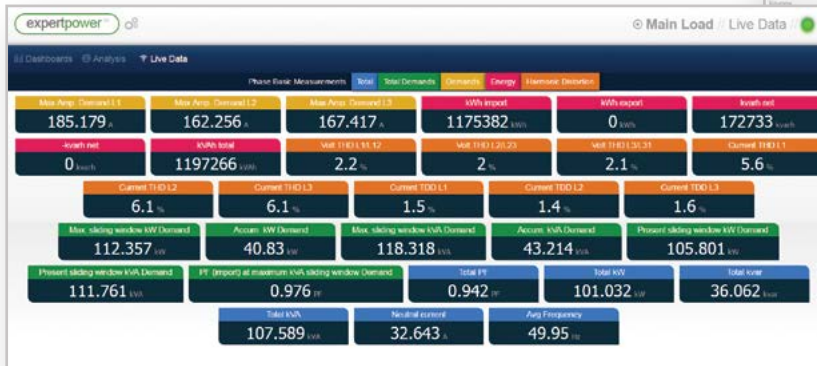 expertpower
Main Load // Live Data //
Dashboards Analysis Live Data
Phase Basic Measurements Total Total Demands Demands Energy Harmonic Distortion
Max Amp. Demand L1 Max Amp. Demand L2 Max Amp. Demand L3 kWh import kWh export kvarh net
185.179 A 162.256 A 167.417 A 1175382 kWh 0 kWh 172733 kvarh
-kvarh net kVAh total Volt THD L1/L12 Volt THD L2/L23 Volt THD L3/L31 Current THD L1
0 kvarh 1197266 kVAh 2.2 % 2 % 2.1 % 5.6 %
Current THD L2 Current THD L3 Current TDD L1 Current TDD L2 Current TDD L3
6.1 % 6.1 % 1.5 % 1.4 % 1.6 %
Max. sliding window kW Demand Accum. kW Demand Max. sliding window kVA Demand Accum. kVA Demand Present sliding window kW Demand
112.357 kW 40.83 kW 118.318 kVA 43.214 kVA 105.801 kW
Present sliding window kVA Demand PF (import) at maximum kVA sliding window Demand Total PF Total kW Total kvar
111.761 kVA 0.976 PF 0.942 PF 101.032 kW 36.062 kvar
Total kVA Neutral current Avg Frequency
107.589 kVA 32.643 A 49.95 Hz